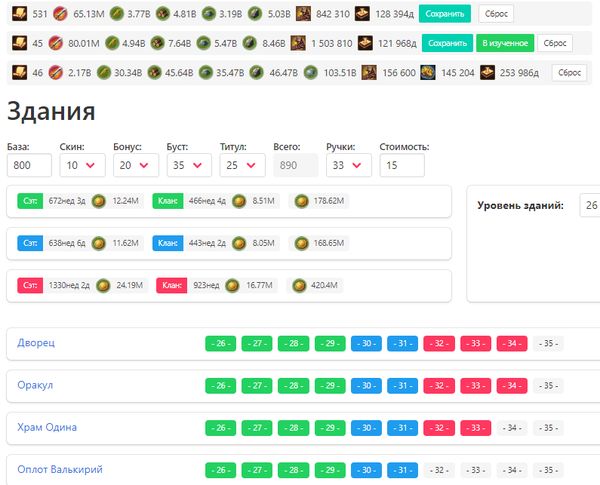 531 65.13M 3.77B 4.81B 3.19B 5.03B 842 310 128 394д Сохранить Сброс
45 80.01M 4.94B 7.64B 5.47B 8.46B 1 503 810 121 968д Сохранить В изученное Сброс
46 2.17B 30.34B 45.64B 35.47B 46.47B 103.51B 156 600 145 204 253 986д Сброс
Здания
База: Скин: Бонус: Буст: Титул: Всего: Ручки: Стоимость:
800 10 20 35 25 890 33 15
Сэт: 672нед 3д 12.24M Клан: 466нед 4д 8.51M 178.62M
Уровень зданий: 26
Сэт: 638нед 6д 11.62M Клан: 443нед 2д 8.05M 168.65M
Сэт: 1330нед 2д 24.19M Клан: 923нед 16.77M 420.4M
Дворец - 26 - - 27 - - 28 - - 29 - - 30 - - 31 - - 32 - - 33 - - 34 - - 35 -
Оракул - 26 - - 27 - - 28 - - 29 - - 30 - - 31 - - 32 - - 33 - - 34 - - 35 -
Храм Одина - 26 - - 27 - - 28 - - 29 - - 30 - - 31 - - 32 - - 33 - - 34 - - 35 -
Оплот Валькирий - 26 - - 27 - - 28 - - 29 - - 30 - - 31 - - 32 - - 33 - - 34 - - 35 -